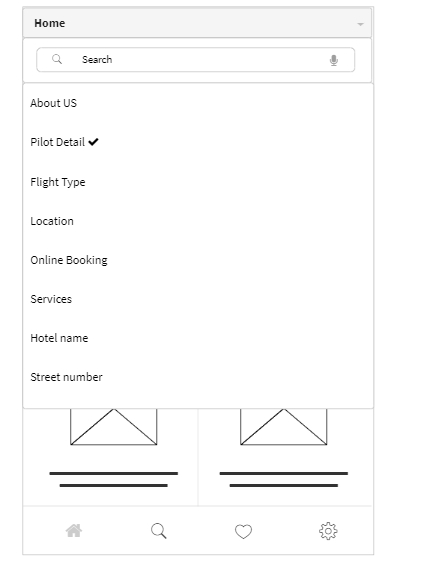 Home
Search
About US
Pilot Detail
Flight Type
Location
Online Booking
Services
Hotel name
Street number